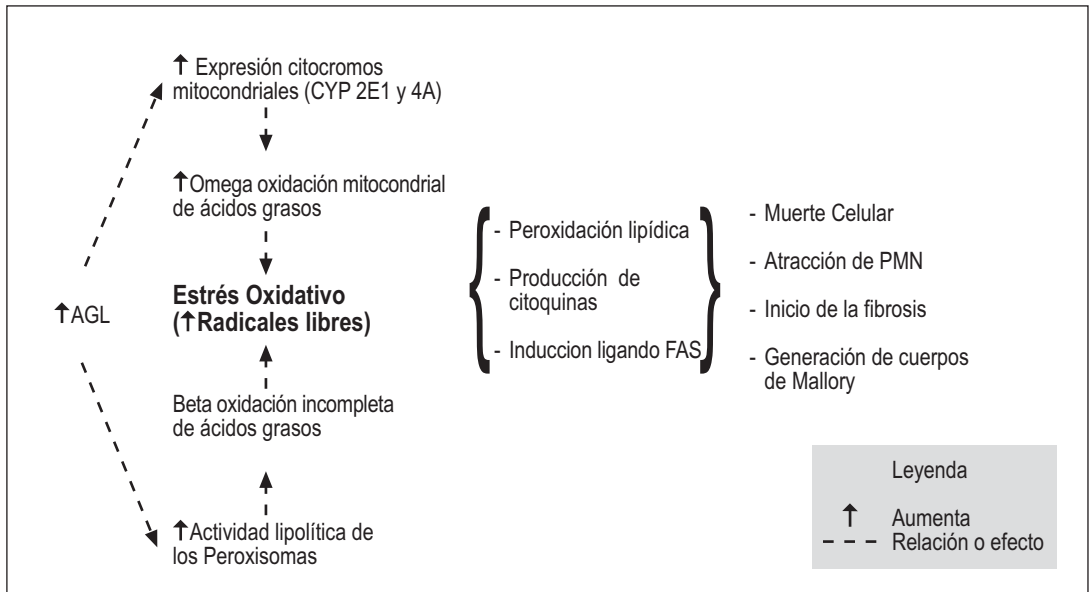 ↑ Expresión citocromos
mitocondriales (CYP 2E1 y 4A)
↑Omega oxidación mitocondrial
de ácidos grasos
Estrés Oxidativo
(↑Radicales libres)
↑AGL
Beta oxidación incompleta
de ácidos grasos
↑Actividad lipolítica de
los Peroxisomas
- Peroxidación lipídica
- Producción de
citoquinas
- Induccion ligando FAS
- Muerte Celular
- Atracción de PMN
- Inicio de la fibrosis
- Generación de cuerpos
de Mallory
Leyenda
↑ Aumenta
--- Relación o efecto